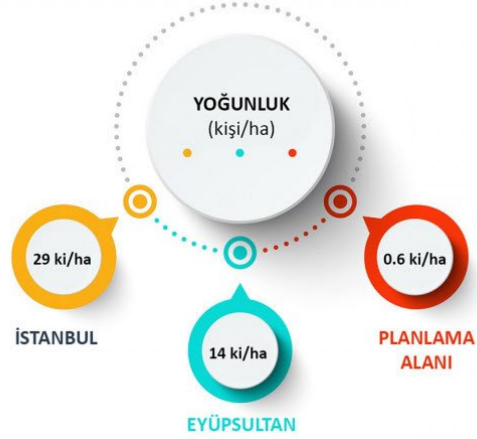 YOĞUNLUK
(kişi/ha)
29 ki/ha
İSTANBUL
14 ki/ha
EYÜPSULTAN
0.6 ki/ha
PLANLAMA
ALANI